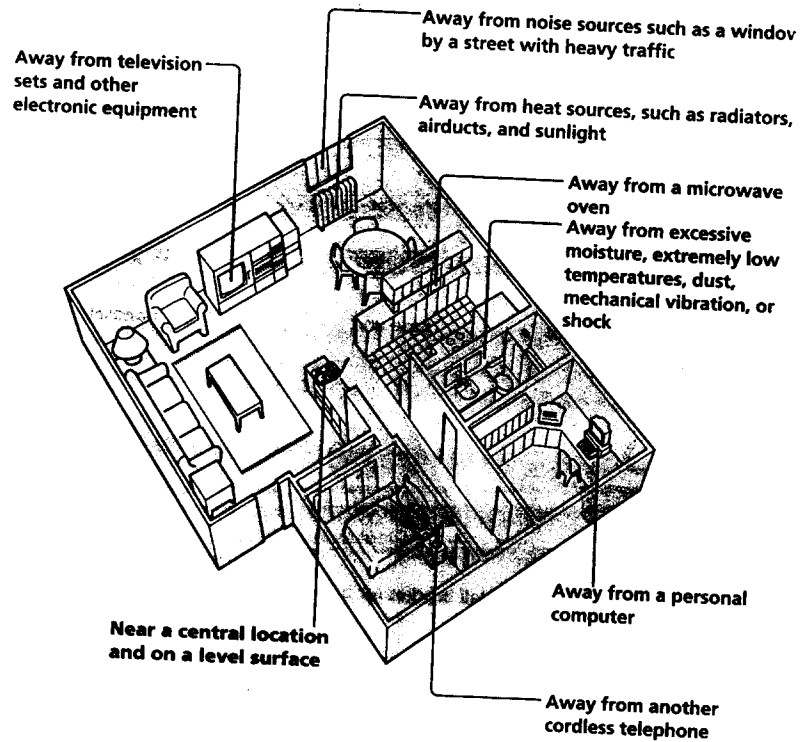 Away from noise sources such as a windov
by a street with heavy traffic
Away from television
sets and other
electronic equipment
Away from heat sources, such as radiators,
airducts, and sunlight
Away from a microwave
oven
Away from excessive
moisture, extremely low
temperatures, dust,
mechanical vibration, or
shock
Away from a personal
computer
Near a central location
and on a level surface
Away from another
cordless telephone